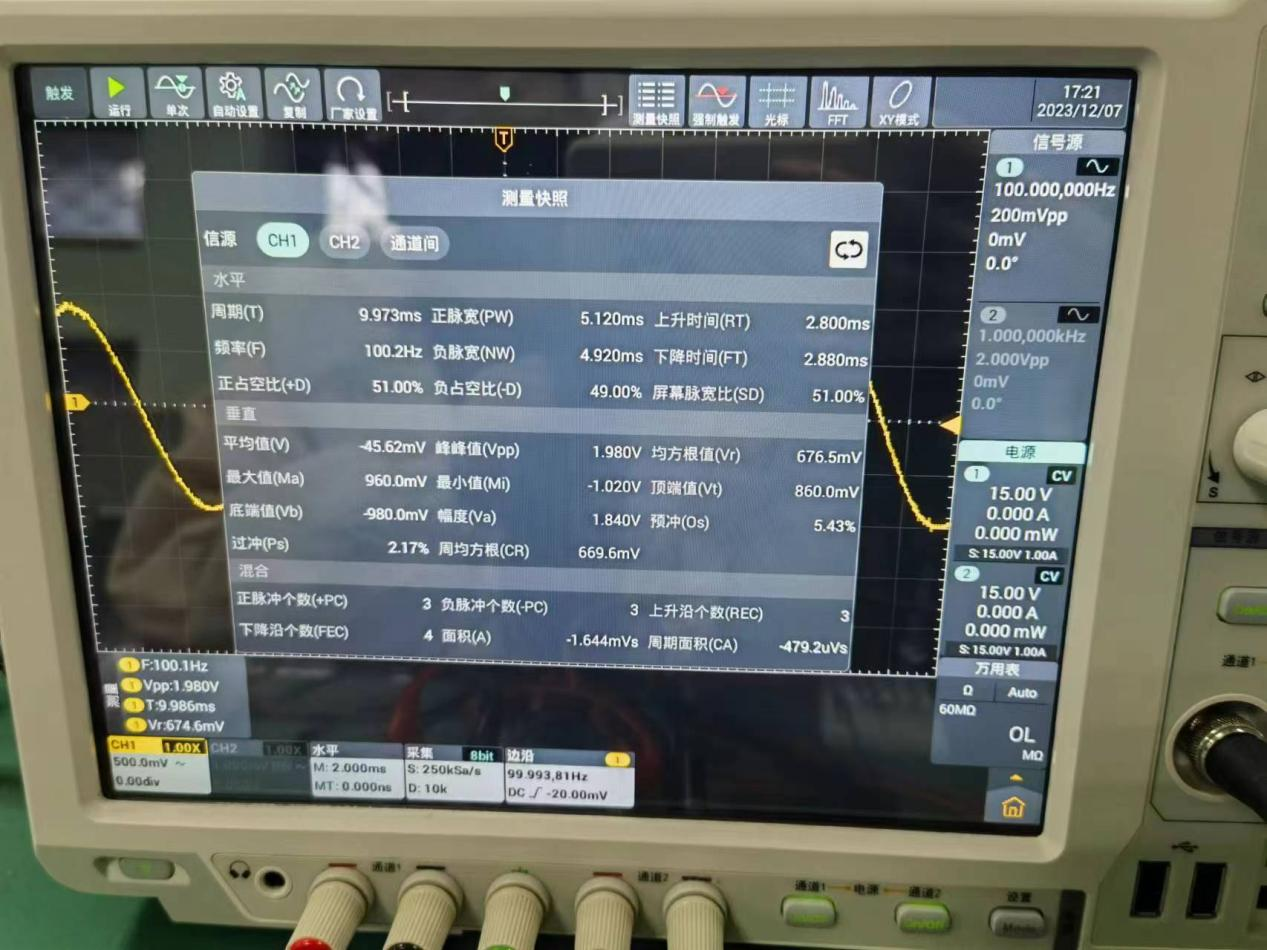 触发 运行 单次 自动设置 复制 厂家设置 测量快照 强制触发 光标 FFT XY模式 17:21
2023/12/07
T
测量快照
信源 CH1 CH2 通道间
水平
周期(T) 9.973ms 正脉宽(PW) 5.120ms 上升时间(RT) 2.800ms
频率(F) 100.2Hz 负脉宽(NW) 4.920ms 下降时间(FT) 2.880ms
正占空比(+D) 51.00% 负占空比(-D) 49.00% 屏幕脉宽比(SD) 51.00%
垂直
平均值(V) -45.62mV 峰峰值(Vpp) 1.980V 均方根值(Vr) 676.5mV
最大值(Ma) 960.0mV 最小值(Mi) -1.020V 顶端值(Vt) 860.0mV
底端值(Vb) -980.0mV 幅度(Va) 1.840V 预冲(Os) 5.43%
过冲(Ps) 2.17% 周均方根(CR) 669.6mV
混合
正脉冲个数(+PC) 3 负脉冲个数(-PC) 3 上升沿个数(REC) 3
下降沿个数(FEC) 4 面积(A) -1.644mVs 周期面积(CA) -479.2uVs
1
信号源
1
100.000,000Hz
200mVpp
0mV
0.0°
2
1.000,000kHz
2.000Vpp
0mV
0.0°
电源
1 CV
15.00 V
0.000 A
0.000 mW
S: 15.00V 1.00A
2 CV
15.00 V
0.000 A
0.000 mW
S: 15.00V 1.00A
万用表
Ω Auto
60MΩ
OL
MΩ
1 F:100.1Hz
1 Vpp:1.980V
1 T:9.986ms
1 Vr:674.6mV
CH1 1.00X
500.0mV ~
0.00div
CH2 1.00X
水平
M: 2.000ms
MT: 0.000ns
采集 8bit
S: 250kSa/s
D: 10k
边沿 1
99.993,81Hz
DC -20.00mV
通道1 通道2
通道1 电源 通道2 设置
S
通道1